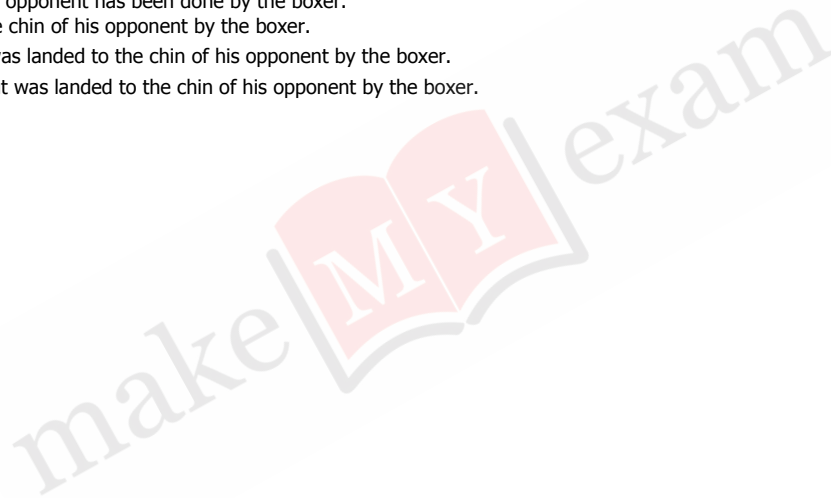 opponent has been done by the boxer.
chin of his opponent by the boxer.
was landed to the chin of his opponent by the boxer.
was landed to the chin of his opponent by the boxer.
make MY exam